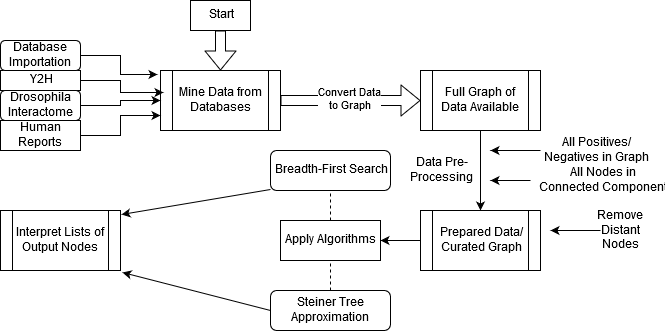 Start
Database
Importation
Y2H
Drosophila
Interactome
Human
Reports
Mine Data from
Databases
Convert Data
to Graph
Full Graph of
Data Available
Data Pre-
Processing
All Positives/
Negatives in Graph
All Nodes in
Connected Component
Breadth-First Search
Interpret Lists of
Output Nodes
Apply Algorithms
Prepared Data/
Curated Graph
Remove
Distant
Nodes
Steiner Tree
Approximation